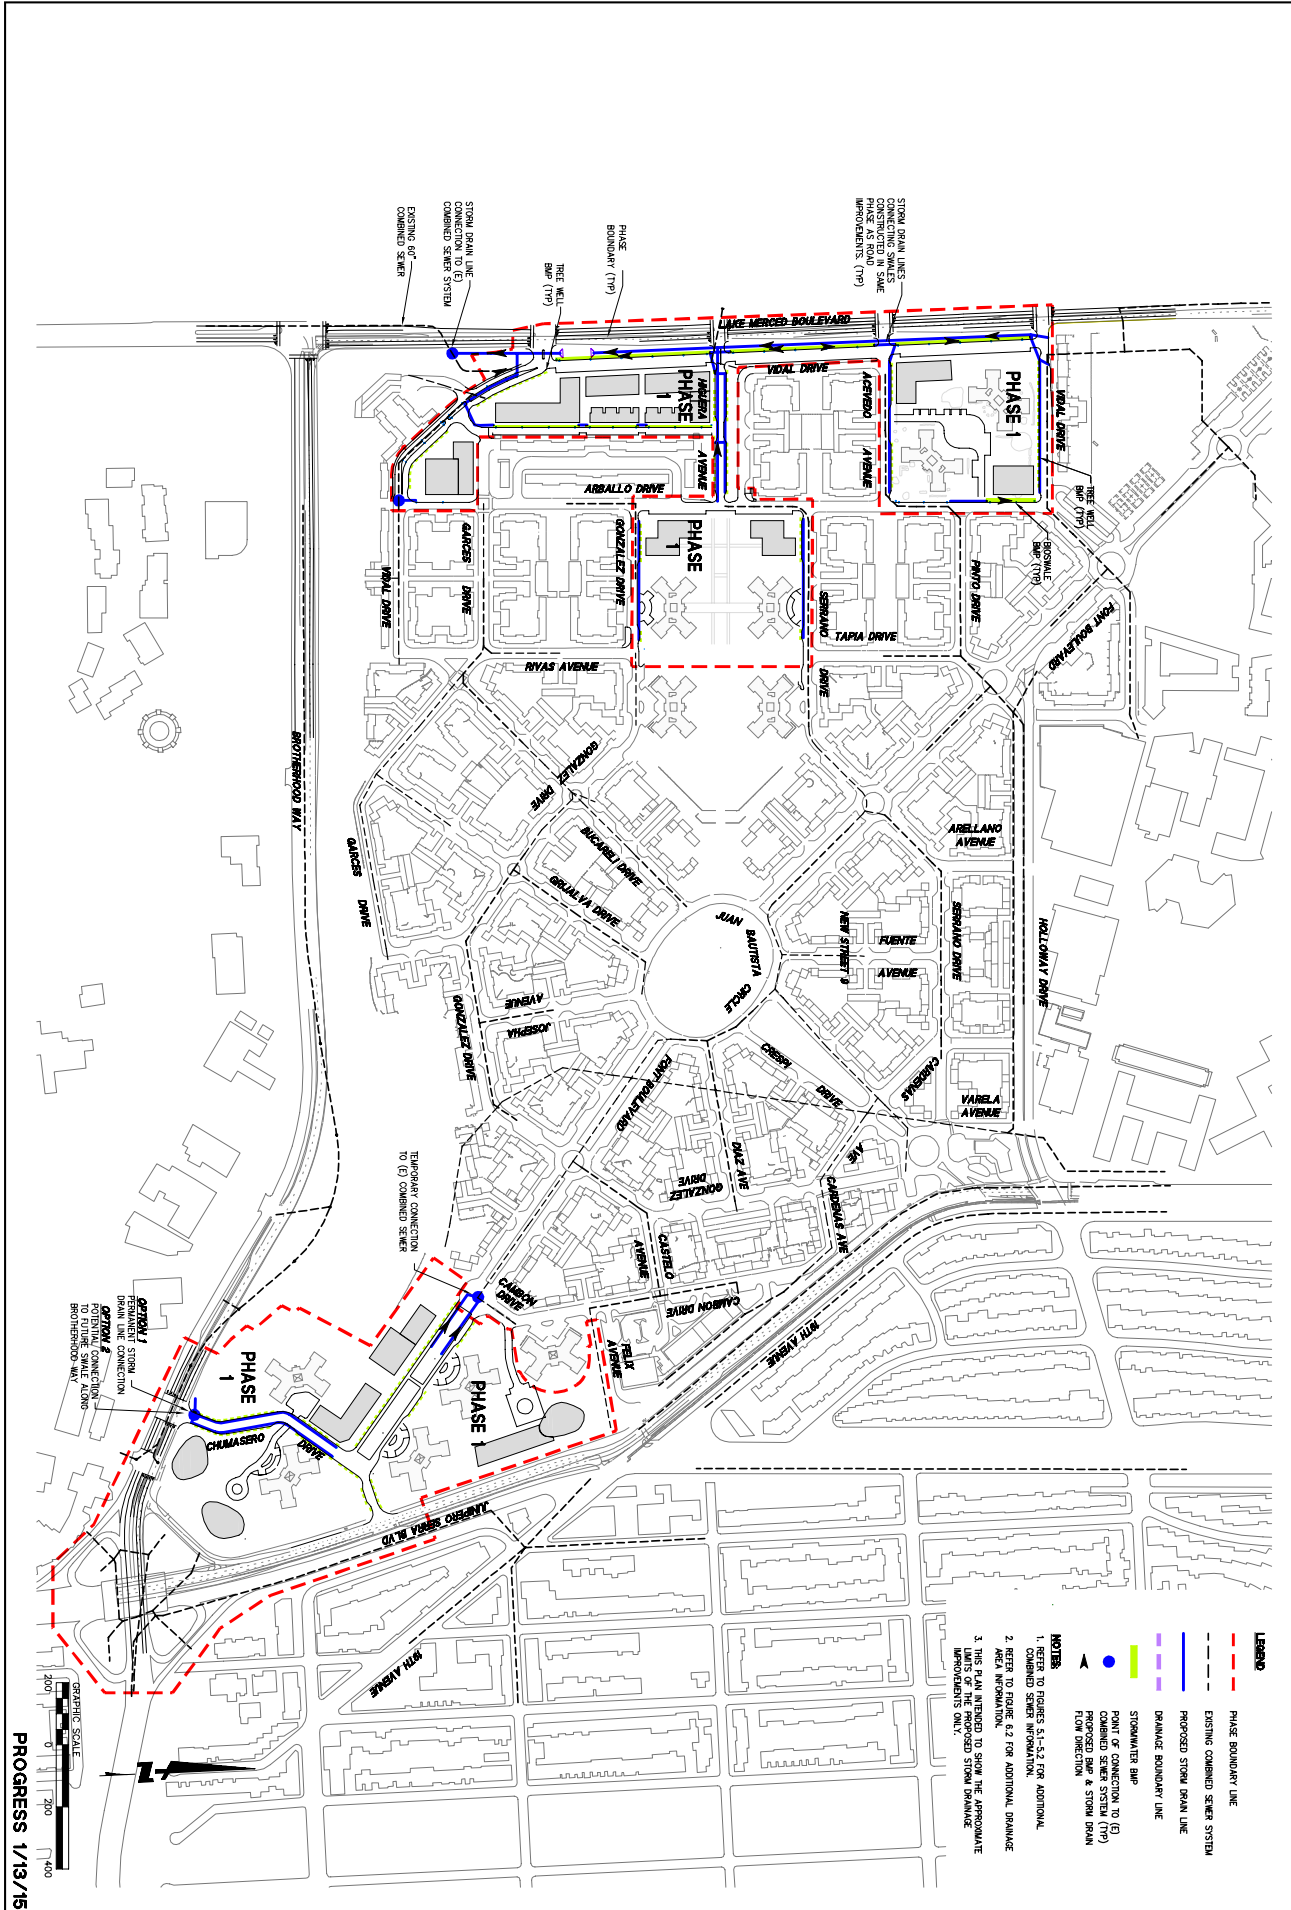 STORM DRAIN LINES
CONNECTING SWALES
CONSTRUCTED IN SAME
PHASE AS ROAD
IMPROVEMENTS. (TYP)
PHASE
BOUNDARY (TYP)
TREE WELL
BMP (TYP)
STORM DRAIN LINE
CONNECTION TO (E)
COMBINED SEWER SYSTEM
EXISTING 60"
COMBINED SEWER
LAKE MERCED BOULEVARD
VIDAL DRIVE
ACEVEDO
AVENUE
PHASE 1
VIDAL DRIVE
TREE WELL
BMP (TYP)
BIOSWALE
BMP (TYP)
HIGUERA
AVENUE
PHASE
1
ARBALLO DRIVE
PHASE
1
GONZALEZ DRIVE
GARCES
DRIVE
VIDAL DRIVE
SERRANO
DRIVE
TAPIA DRIVE
PINTO DRIVE
FONT BOULEVARD
RIVAS AVENUE
GONZALEZ
DRIVE
BROTHERHOOD WAY
GARCES
DRIVE
BUCARELI DRIVE
GRIJALVA DRIVE
ARELLANO
AVENUE
JUAN
BAUTISTA
CIRCLE
NEW STREET 9
FUENTE
AVENUE
SERRANO DRIVE
HOLLOWAY DRIVE
AVENUE
JOSEPHA
GONZALEZ DRIVE
FONT BOULEVARD
CRESPI
DRIVE
CARDENAS
VARELA
AVENUE
DIAZ AVE
GONZALEZ
DRIVE
AVE
CARDENAS AVE
CASTELO
AVENUE
CAMBON DRIVE
19TH AVENUE
TEMPORARY CONNECTION
TO (E) COMBINED SEWER
CAMBON
DRIVE
FELIX
AVENUE
OPTION 1
PERMANENT STORM
DRAIN LINE CONNECTION
OPTION 2
POTENTIAL CONNECTION
TO FUTURE SWALE ALONG
BROTHERHOOD WAY
PHASE
1
PHASE 1
CHUMASERO
DRIVE
JUNIPERO SERRA BLVD
19TH AVENUE
LEGEND
PHASE BOUNDARY LINE
EXISTING COMBINED SEWER SYSTEM
PROPOSED STORM DRAIN LINE
DRAINAGE BOUNDARY LINE
STORMWATER BMP
POINT OF CONNECTION TO (E)
COMBINED SEWER SYSTEM (TYP)
PROPOSED BMP & STORM DRAIN
FLOW DIRECTION
NOTES:
1. REFER TO FIGURES 5.1-5.2 FOR ADDITIONAL
COMBINED SEWER INFORMATION.
2. REFER TO FIGURE 6.2 FOR ADDITIONAL DRAINAGE
AREA INFORMATION.
3. THIS PLAN INTENDED TO SHOW THE APPROXIMATE
LIMITS OF THE PROPOSED STORM DRAINAGE
IMPROVEMENTS ONLY.
GRAPHIC SCALE
200 0 200 400
PROGRESS 1/13/15